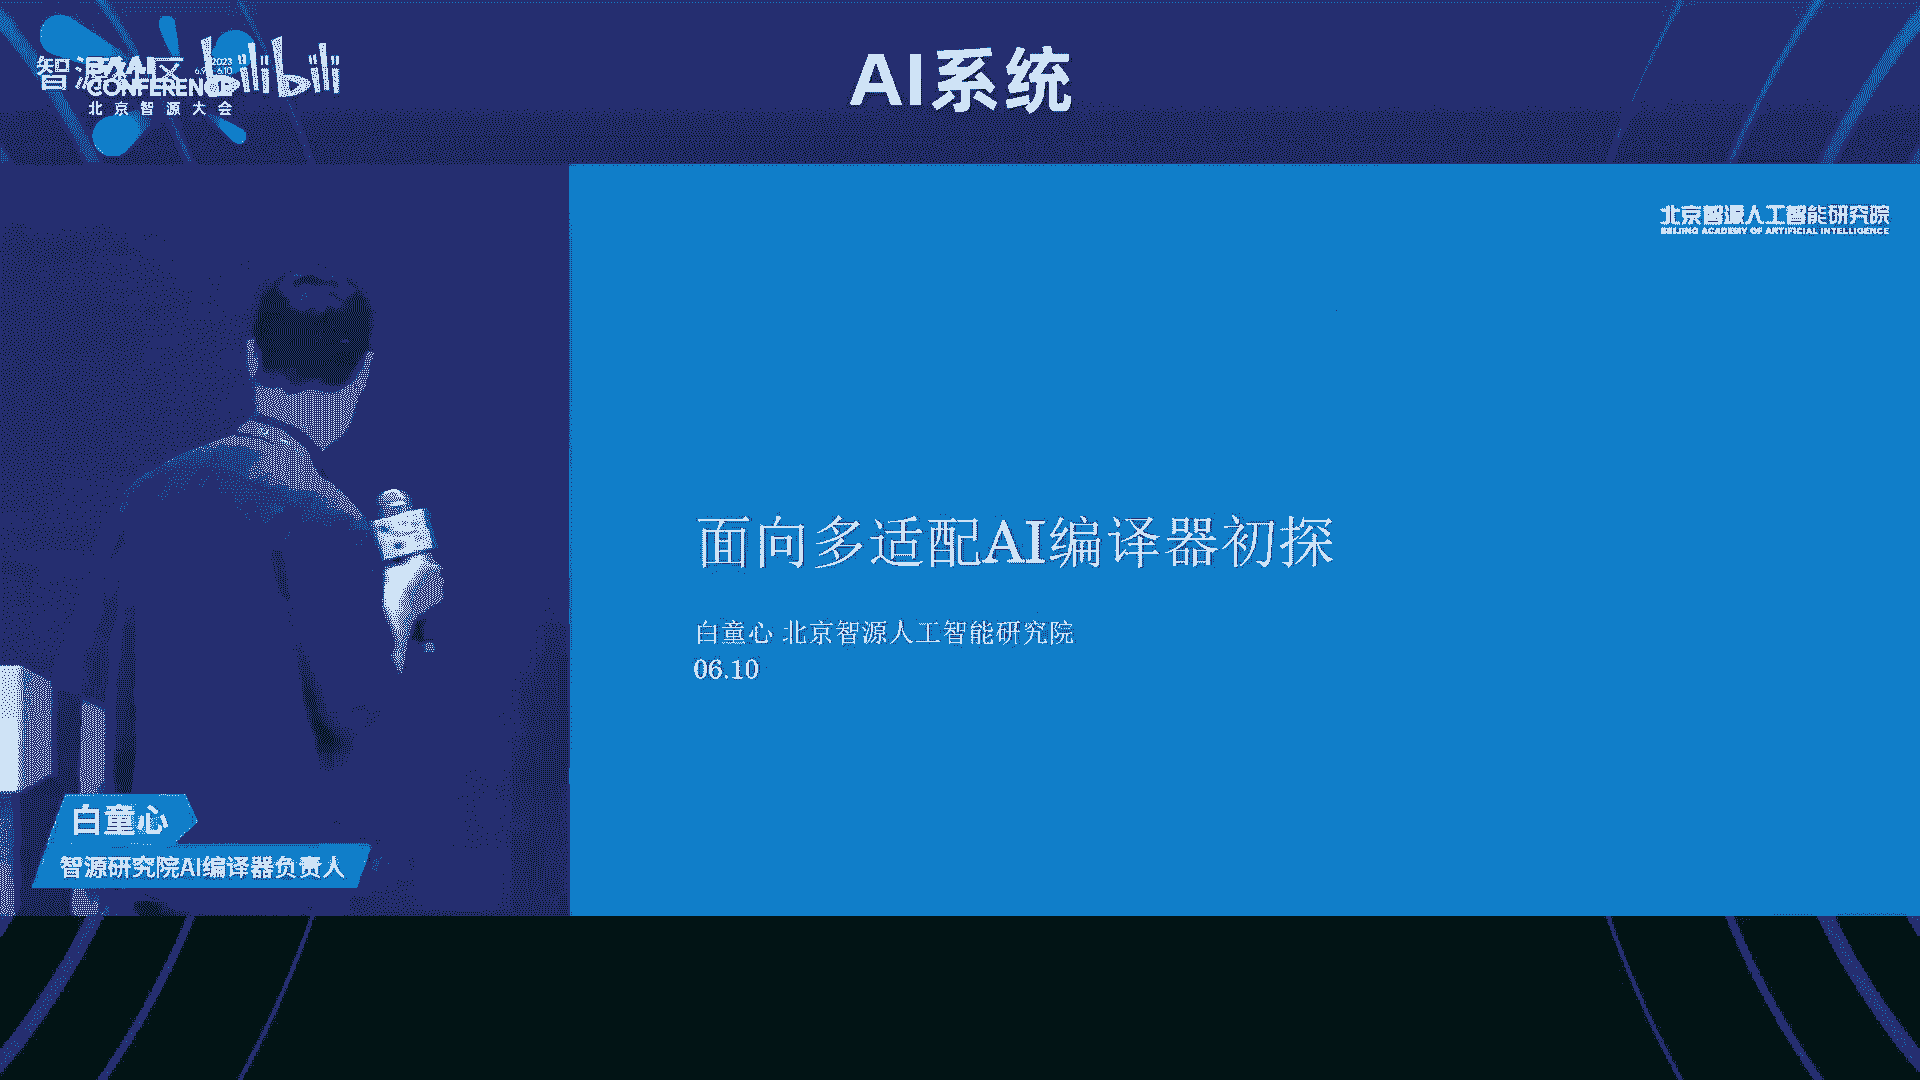 智源社区 bilibili
BAAI 2023
CONFERENCE
北京智源大会
AI系统
北京智源人工智能研究院
BEIJING ACADEMY OF ARTIFICIAL INTELLIGENCE
面向多适配AI编译器初探
白童心 北京智源人工智能研究院
06.10
白童心
智源研究院AI编译器负责人